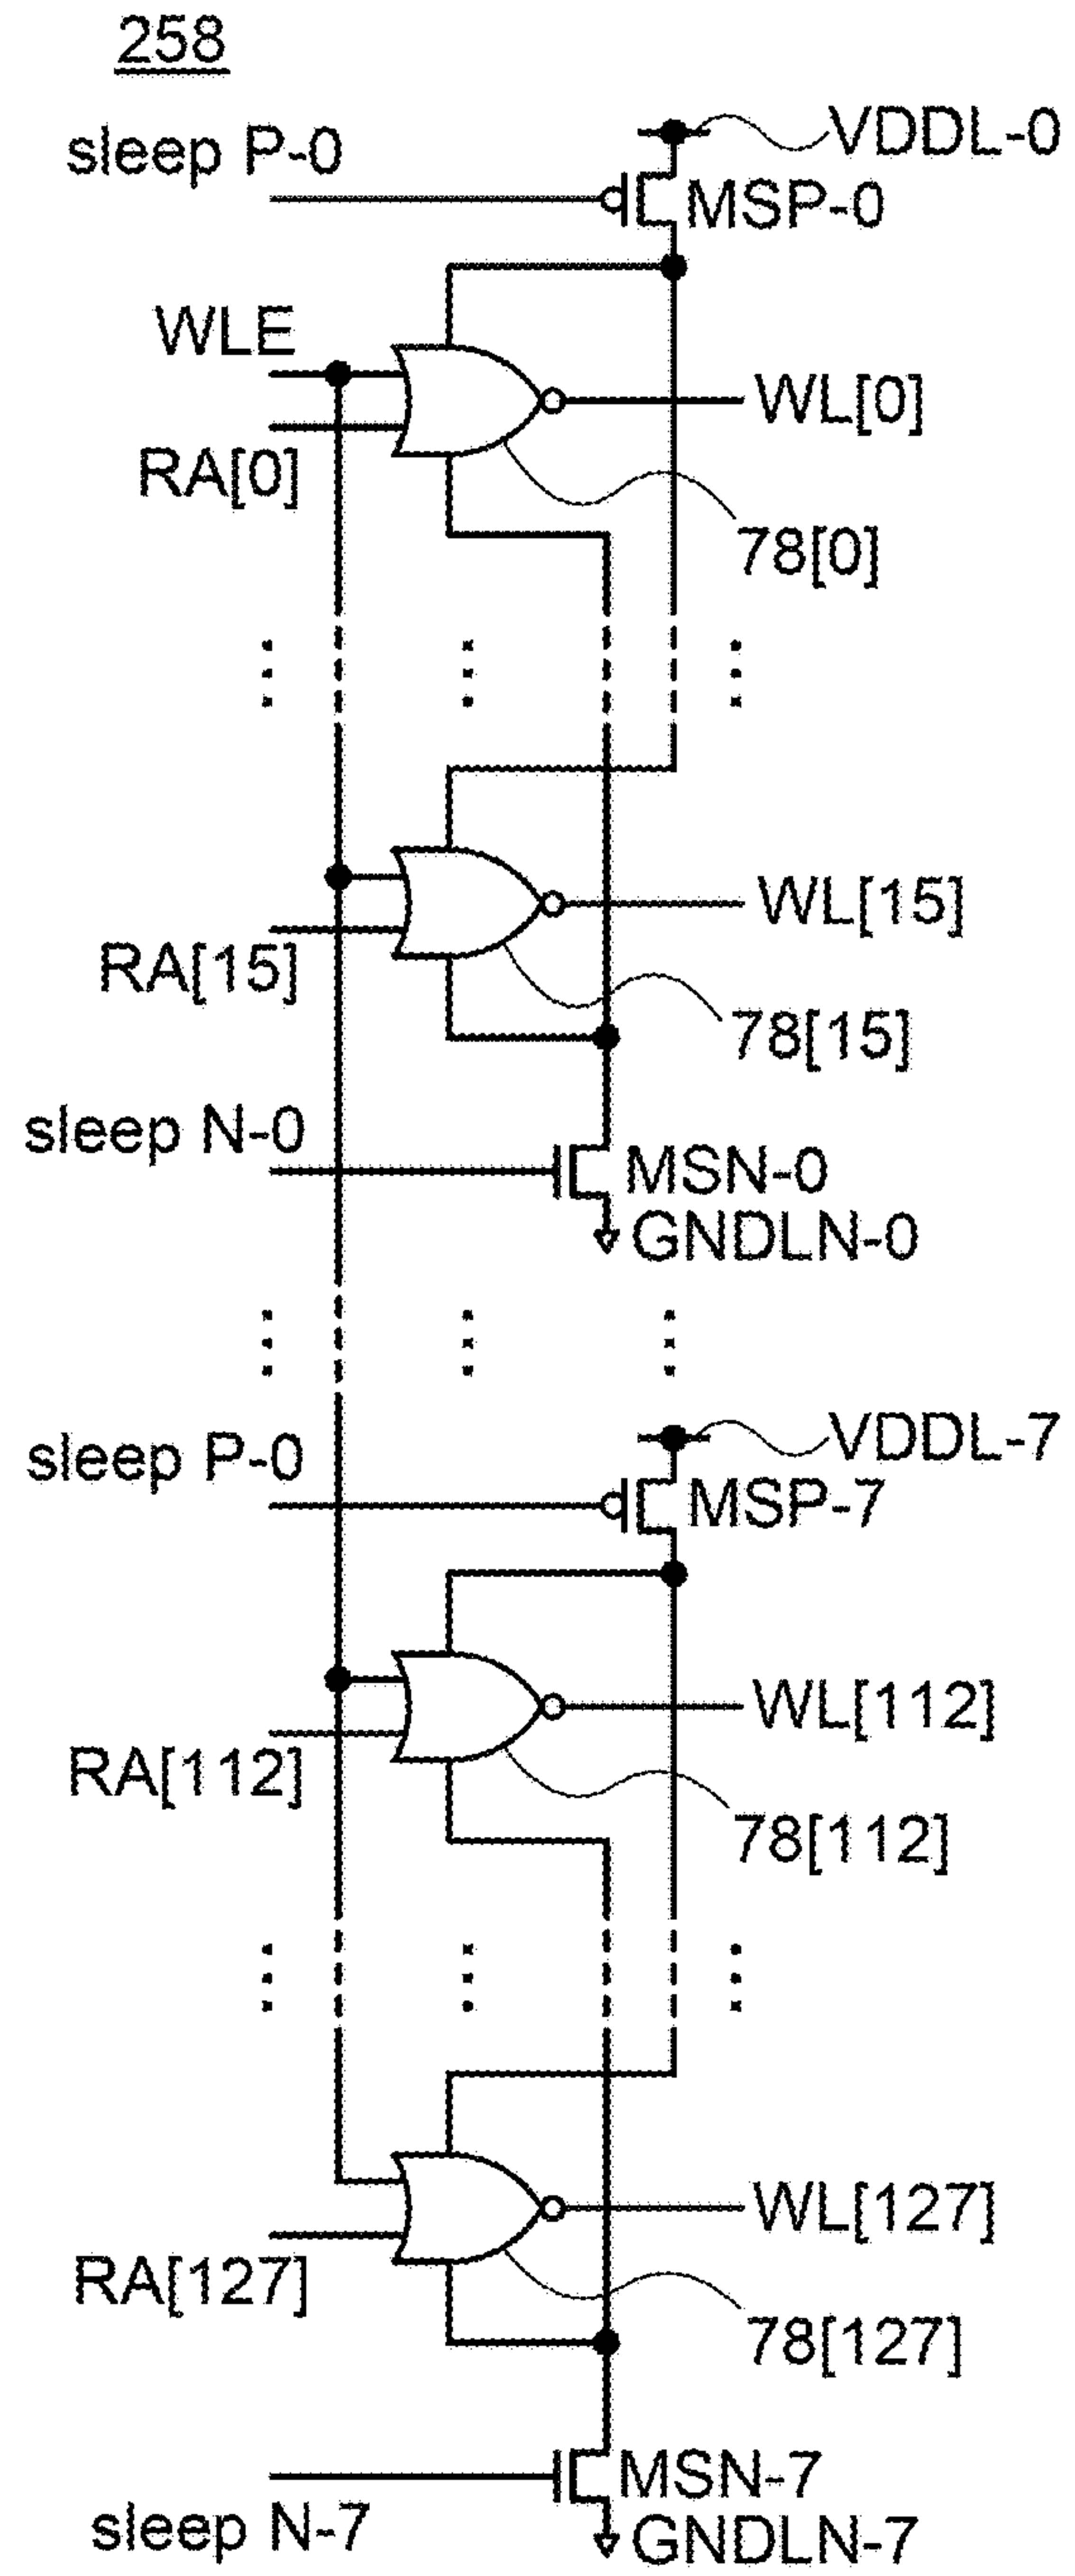 258
sleep P-0
VDDL-0
MSP-0
WLE
WL[0]
RA[0]
78[0]
WL[15]
RA[15]
78[15]
sleep N-0
MSN-0
GNDLN-0
VDDL-7
sleep P-0
MSP-7
WL[112]
RA[112]
78[112]
WL[127]
RA[127]
78[127]
MSN-7
sleep N-7
GNDLN-7